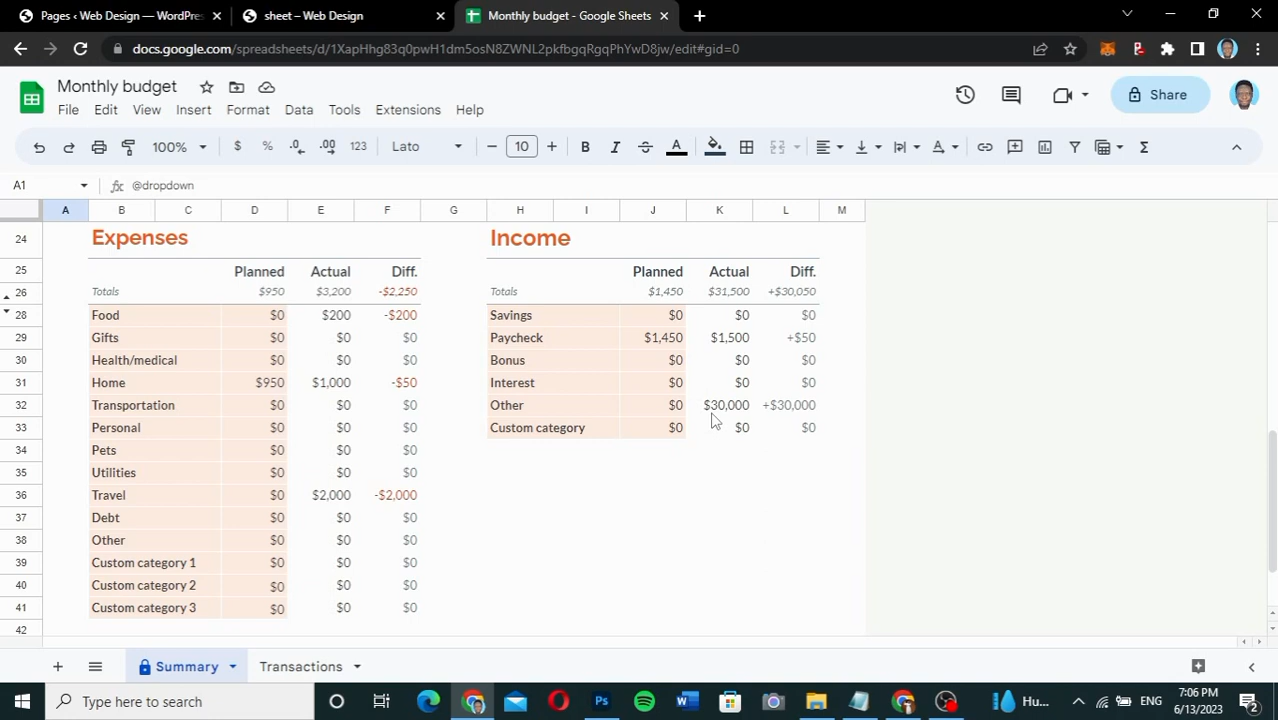 Pages ‹ Web Design — WordPres
sheet – Web Design
Monthly budget - Google Sheets
docs.google.com/spreadsheets/d/1XapHhg83q0pwH1dm5osN8ZWNL2pkfbgqRgqPhYwD8jw/edit#gid=0
Monthly budget
File Edit View Insert Format Data Tools Extensions Help
Share
100% $ % .0 .00 123 Lato 10 B I A
A1 fx @dropdown
A B C D E F G H I J K L M
24 Expenses Income
25 Planned Actual Diff. Planned Actual Diff.
26 Totals $950 $3,200 -$2,250 Totals $1,450 $31,500 +$30,050
28 Food $0 $200 -$200 Savings $0 $0 $0
29 Gifts $0 $0 $0 Paycheck $1,450 $1,500 +$50
30 Health/medical $0 $0 $0 Bonus $0 $0 $0
31 Home $950 $1,000 -$50 Interest $0 $0 $0
32 Transportation $0 $0 $0 Other $0 $30,000 +$30,000
33 Personal $0 $0 $0 Custom category $0 $0 $0
34 Pets $0 $0 $0
35 Utilities $0 $0 $0
36 Travel $0 $2,000 -$2,000
37 Debt $0 $0 $0
38 Other $0 $0 $0
39 Custom category 1 $0 $0 $0
40 Custom category 2 $0 $0 $0
41 Custom category 3 $0 $0 $0
42
Summary Transactions
Type here to search
Hu... ENG
7:06 PM
6/13/2023
2